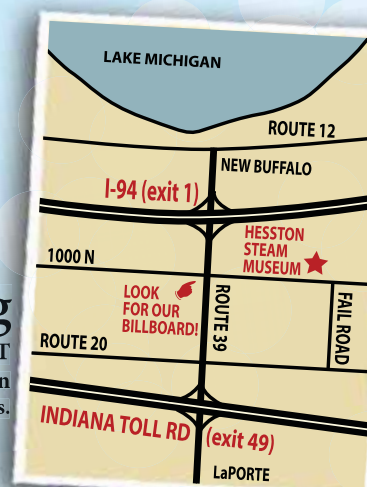 LAKE MICHIGAN
ROUTE 12
NEW BUFFALO
I-94 (exit 1)
HESSTON
STEAM
MUSEUM
1000 N
LOOK
FOR OUR
BILLBOARD!
ROUTE 39
FAIL ROAD
ROUTE 20
INDIANA TOLL RD (exit 49)
LaPORTE
g
T
n
s.